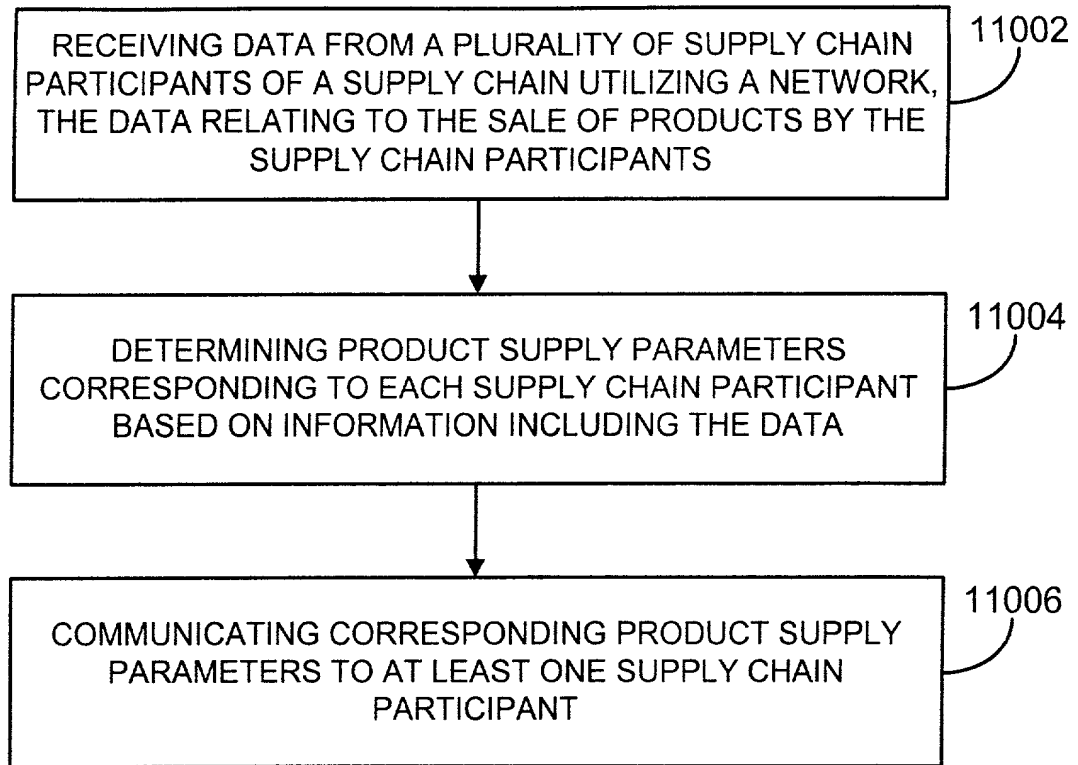 RECEIVING DATA FROM A PLURALITY OF SUPPLY CHAIN
PARTICIPANTS OF A SUPPLY CHAIN UTILIZING A NETWORK,
THE DATA RELATING TO THE SALE OF PRODUCTS BY THE
SUPPLY CHAIN PARTICIPANTS
11002
DETERMINING PRODUCT SUPPLY PARAMETERS
CORRESPONDING TO EACH SUPPLY CHAIN PARTICIPANT
BASED ON INFORMATION INCLUDING THE DATA
11004
COMMUNICATING CORRESPONDING PRODUCT SUPPLY
PARAMETERS TO AT LEAST ONE SUPPLY CHAIN
PARTICIPANT
11006